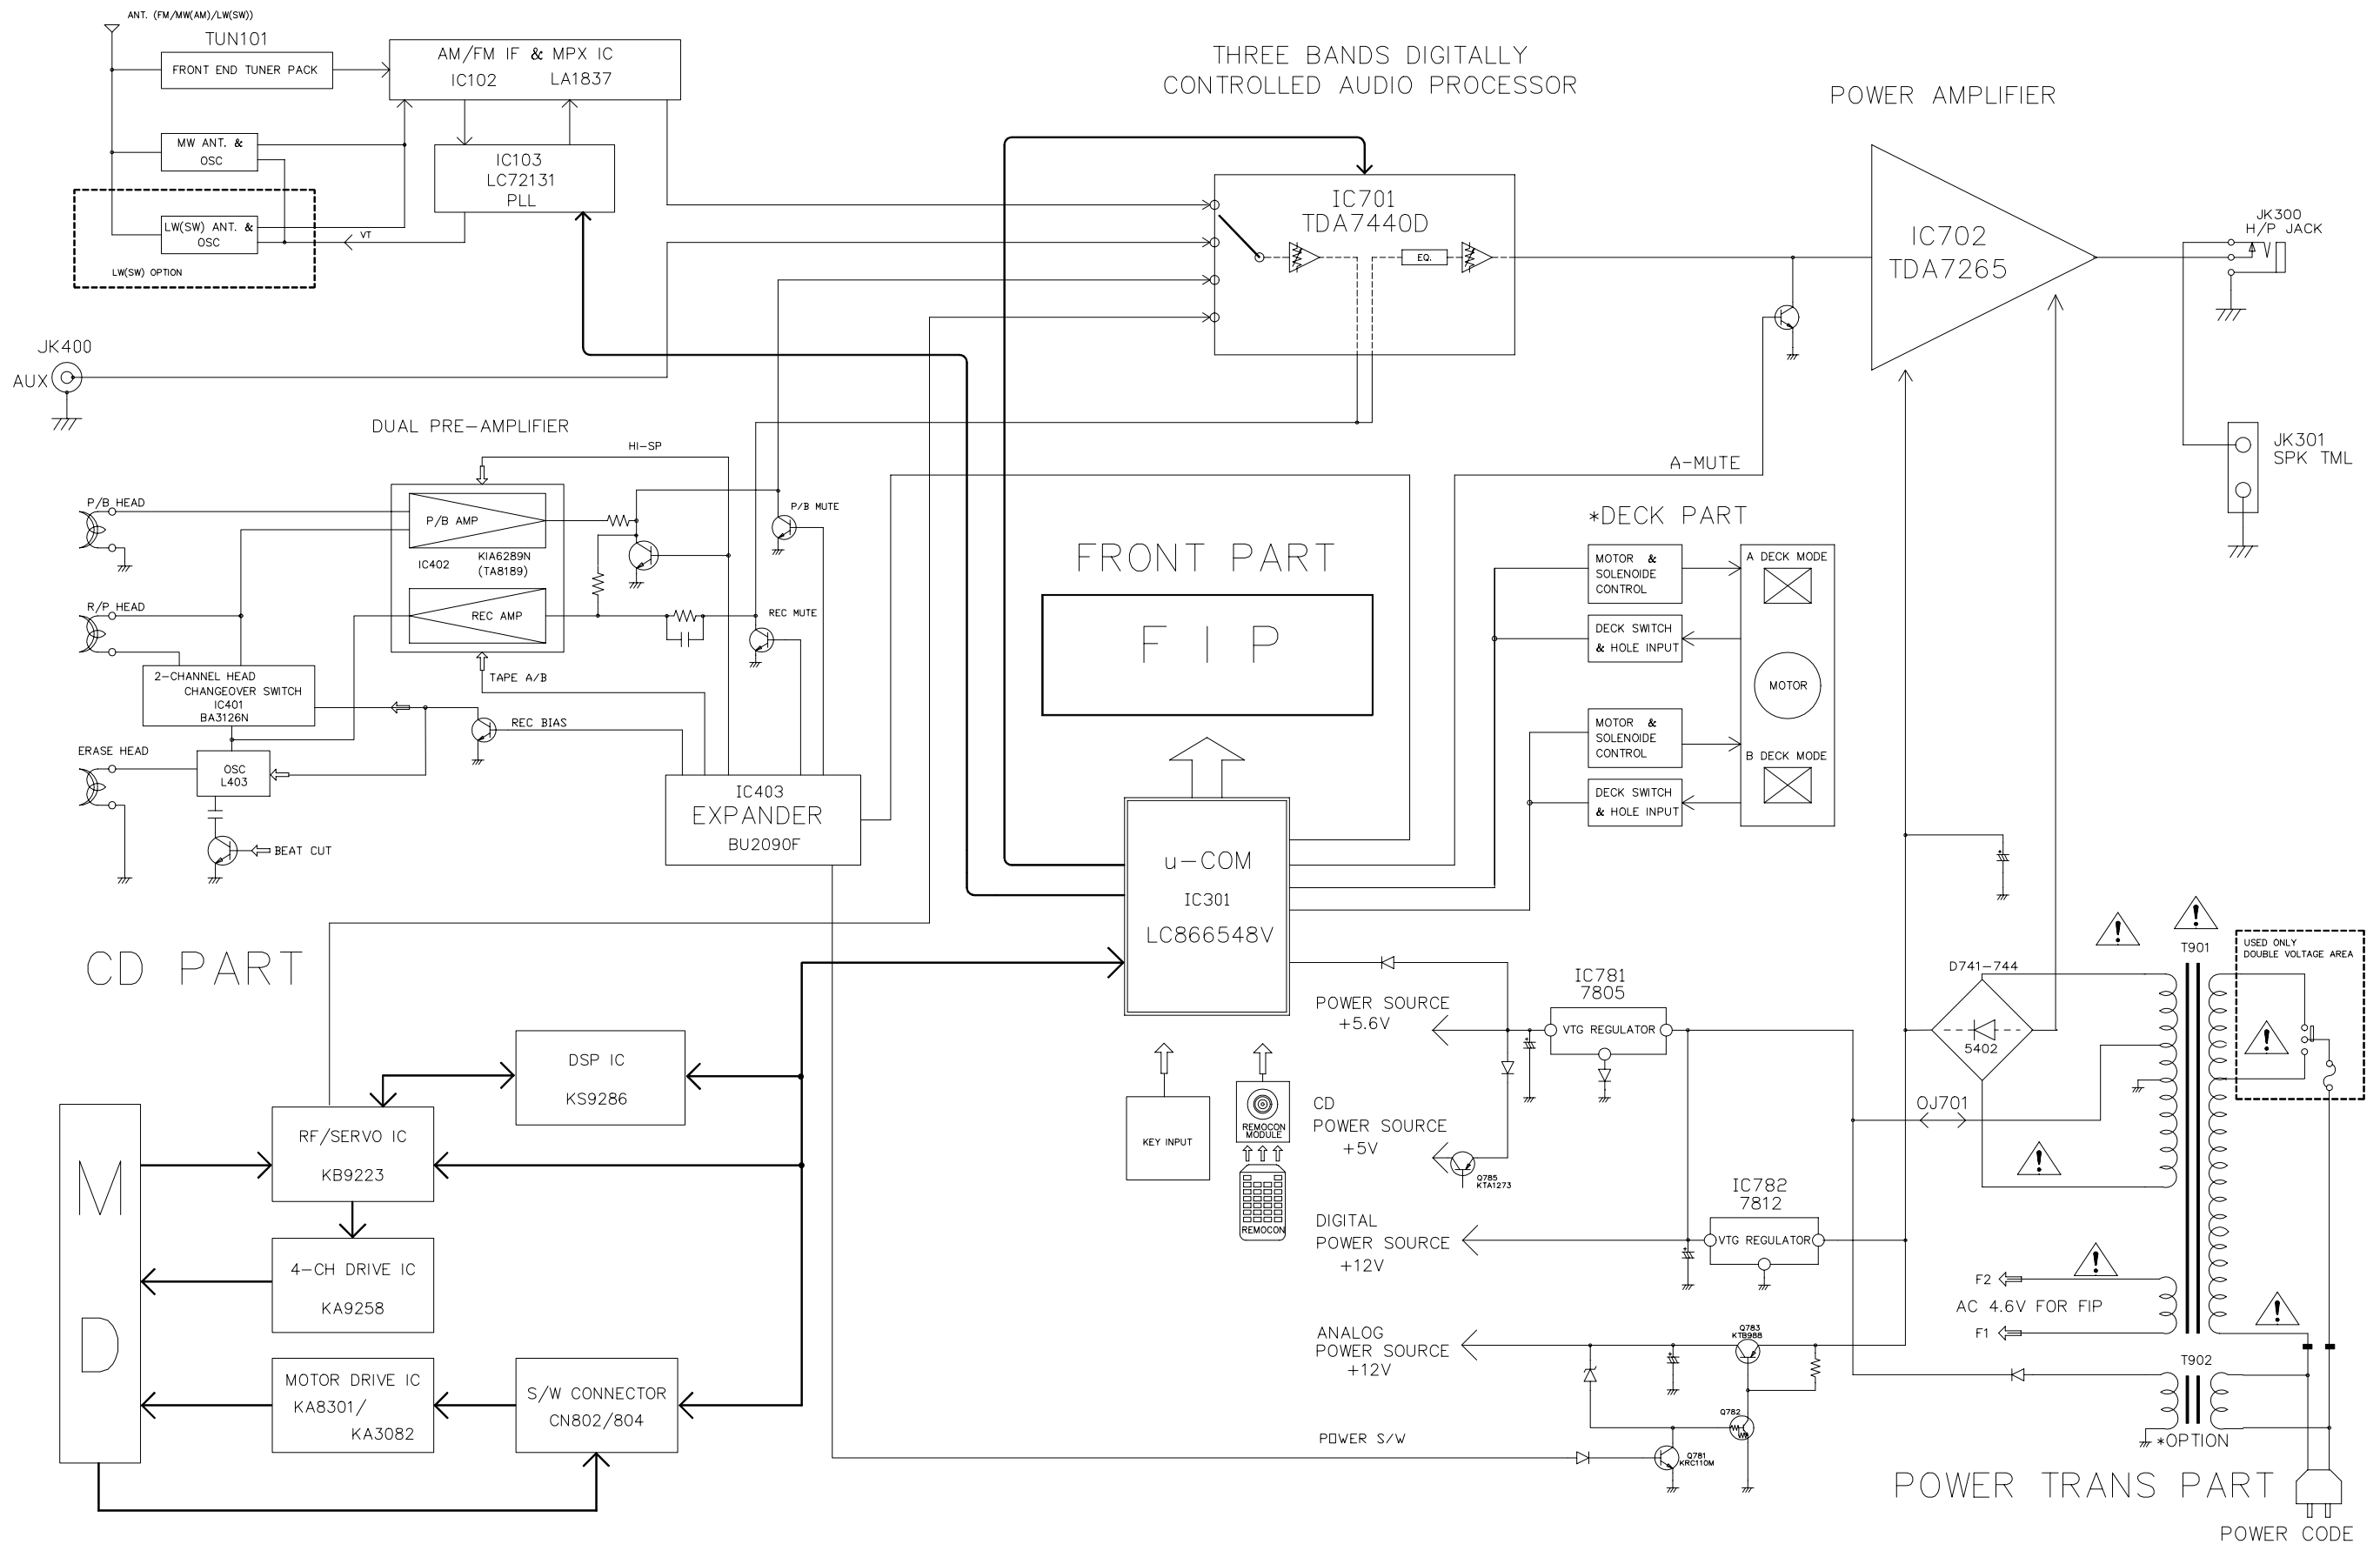 ANT. (FM/MW(AM)/LW(SW))
TUN101
FRONT END TUNER PACK
AM/FM IF & MPX IC
IC102 LA1837
MW ANT. &
OSC
IC103
LC72131
PLL
LW(SW) ANT. &
OSC
VT
LW(SW) OPTION
THREE BANDS DIGITALLY
CONTROLLED AUDIO PROCESSOR
IC701
TDA7440D
EQ.
POWER AMPLIFIER
IC702
TDA7265
JK300
H/P JACK
JK301
SPK TML
JK400
AUX
DUAL PRE-AMPLIFIER
HI-SP
P/B HEAD
P/B AMP
KIA6289N
IC402
(TA8189)
P/B MUTE
R/P HEAD
REC AMP
REC MUTE
TAPE A/B
2-CHANNEL HEAD
CHANGEOVER SWITCH
IC401
BA3126N
REC BIAS
ERASE HEAD
OSC
L403
BEAT CUT
IC403
EXPANDER
BU2090F
A-MUTE
FRONT PART
F I P
u-COM
IC301
LC866548V
*DECK PART
MOTOR &
SOLENOIDE
CONTROL
A DECK MODE
DECK SWITCH
& HOLE INPUT
MOTOR
MOTOR &
SOLENOIDE
CONTROL
B DECK MODE
DECK SWITCH
& HOLE INPUT
CD PART
DSP IC
KS9286
M D
RF/SERVO IC
KB9223
4-CH DRIVE IC
KA9258
MOTOR DRIVE IC
KA8301/
KA3082
S/W CONNECTOR
CN802/804
KEY INPUT
REMOCON
MODULE
REMOCON
POWER SOURCE
+5.6V
IC781
7805
VTG REGULATOR
CD
POWER SOURCE
+5V
Q785
KTA1273
IC782
7812
VTG REGULATOR
DIGITAL
POWER SOURCE
+12V
ANALOG
POWER SOURCE
+12V
Q783
KTB988
Q782
POWER S/W
Q781
KRC110M
D741-744
5402
OJ701
T901
!
!
!
!
!
!
USED ONLY
DOUBLE VOLTAGE AREA
F2
AC 4.6V FOR FIP
F1
T902
*OPTION
POWER TRANS PART
POWER CODE